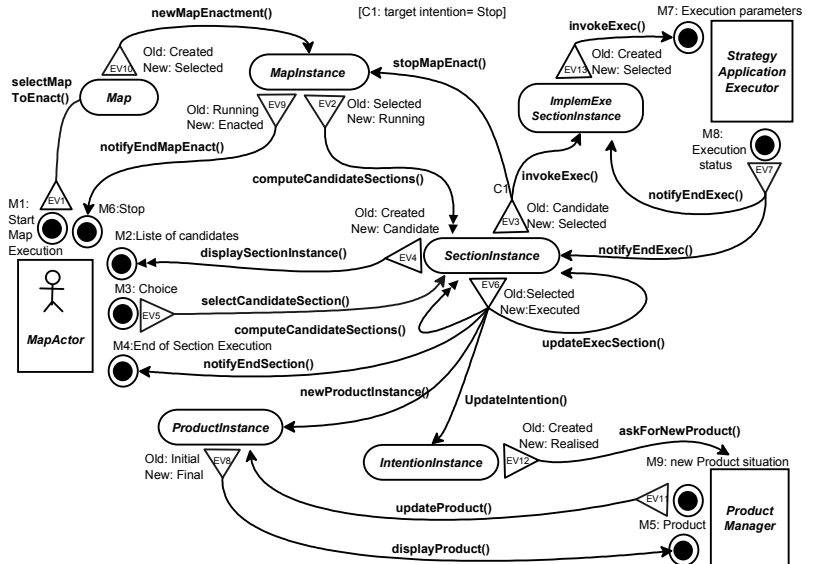 newMapEnactment()
[C1: target intention= Stop]
M7: Execution parameters
invokeExec()
Old: Created
New: Selected
EV10
stopMapEnact()
Old: Created
New: Selected
EV13
Strategy
Application
Executor
selectMap
ToEnact()
Map
MapInstance
EV9
EV2
Old: Running
New: Enacted
Old: Selected
New: Running
ImplemExe
SectionInstance
M8:
Execution
status
EV7
notifyEndMapEnact()
computeCandidateSections()
invokeExec()
notifyEndExec()
C1
EV1
M1:
Start
Map
Execution
M6:Stop
Old: Created
New: Candidate
EV3
Old: Candidate
New: Selected
M2:Liste of candidates
displaySectionInstance()
EV4
SectionInstance
notifyEndExec()
MapActor
M3: Choice
EV5
selectCandidateSection()
EV6
Old:Selected
New:Executed
computeCandidateSections()
updateExecSection()
M4:End of Section Execution
notifyEndSection()
newProductInstance()
UpdateIntention()
ProductInstance
Old: Created
New: Realised
askForNewProduct()
Old: Initial
New: Final
EV8
IntentionInstance
EV12
M9: new Product situation
EV11
updateProduct()
M5: Product
Product
Manager
displayProduct()